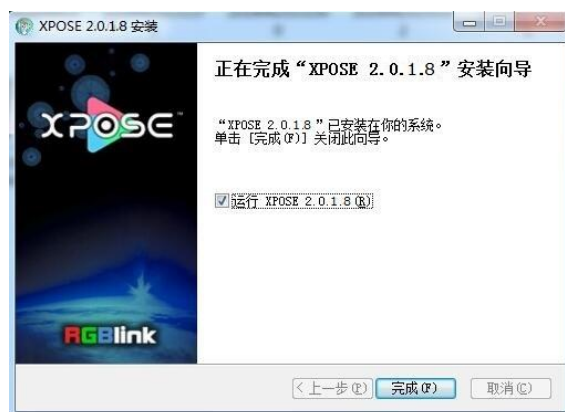 XPOSE 2.0.1.8 安装
正在完成“XPOSE 2.0.1.8”安装向导
XPOSE
“XPOSE 2.0.1.8”已安装在你的系统。
单击 [完成(F)] 关闭此向导。
运行 XPOSE 2.0.1.8(R)
RGBlink
<上一步(P)
完成(F)
取消(C)